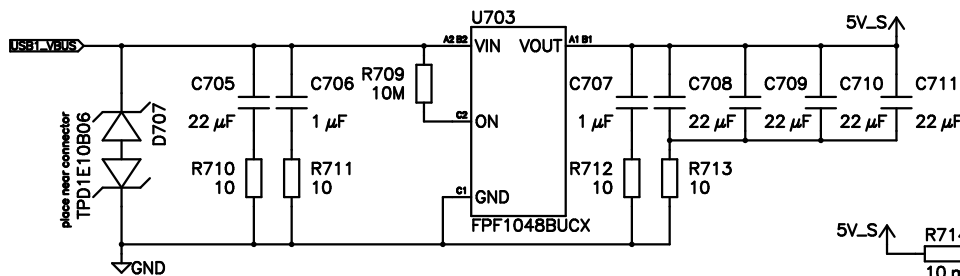 U703
5V_S
USB1_VBUS
A2 B2
VIN
VOUT
A1 B1
C705
C706
R709
10M
C707
C708
C709
C710
C711
22 µF
1 µF
C2
ON
1 µF
22 µF
22 µF
22 µF
22 µF
place near connector
TPD1E10B06
D707
R710
10
R711
10
R712
10
R713
10
C1
GND
FPF1048BUCX
GND
5V_S
R714
10 m